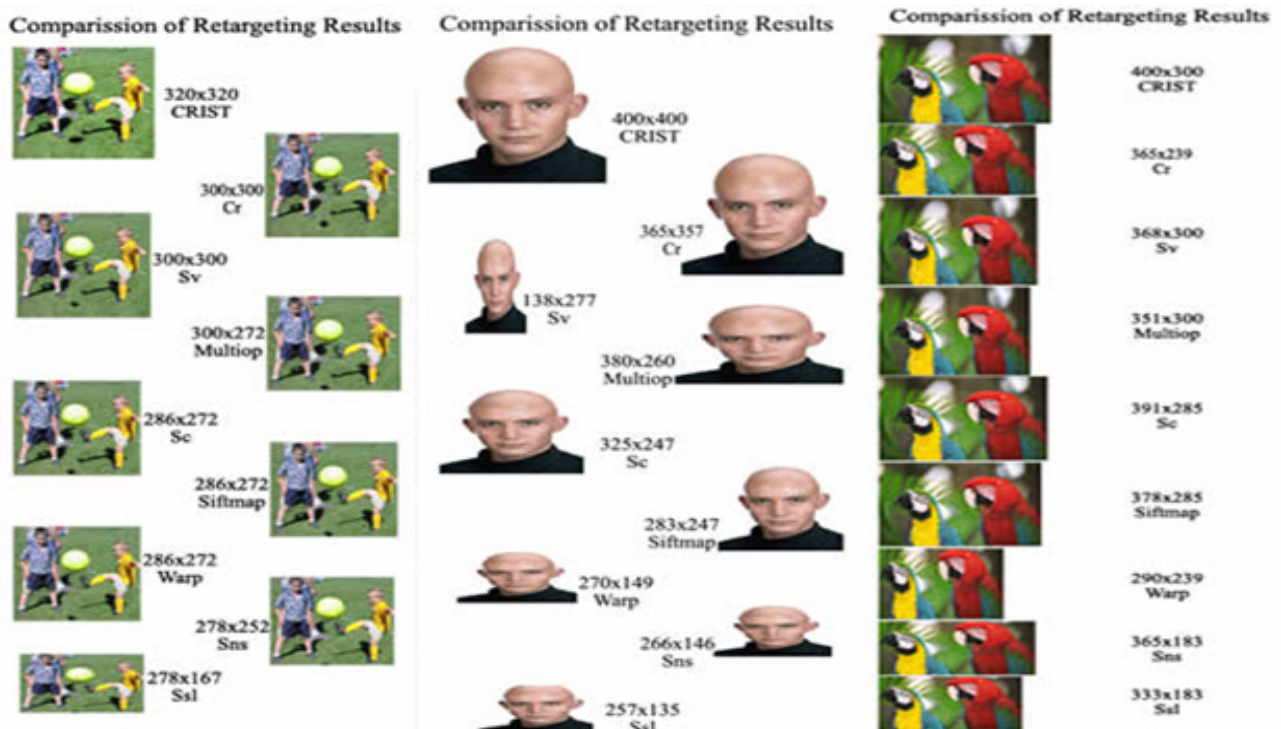 Comparission of Retargeting Results
320x320
CRIST
300x300
Cr
300x300
Sv
300x272
Multiop
286x272
Sc
286x272
Siftmap
286x272
Warp
278x252
Sns
278x167
Ssl
Comparission of Retargeting Results
400x400
CRIST
365x357
Cr
138x277
Sv
380x260
Multiop
325x247
Sc
283x247
Siftmap
270x149
Warp
266x146
Sns
257x135
Ssl
Comparission of Retargeting Results
400x300
CRIST
365x239
Cr
368x300
Sv
351x300
Multiop
391x285
Sc
378x285
Siftmap
290x239
Warp
365x183
Sns
333x183
Ssl